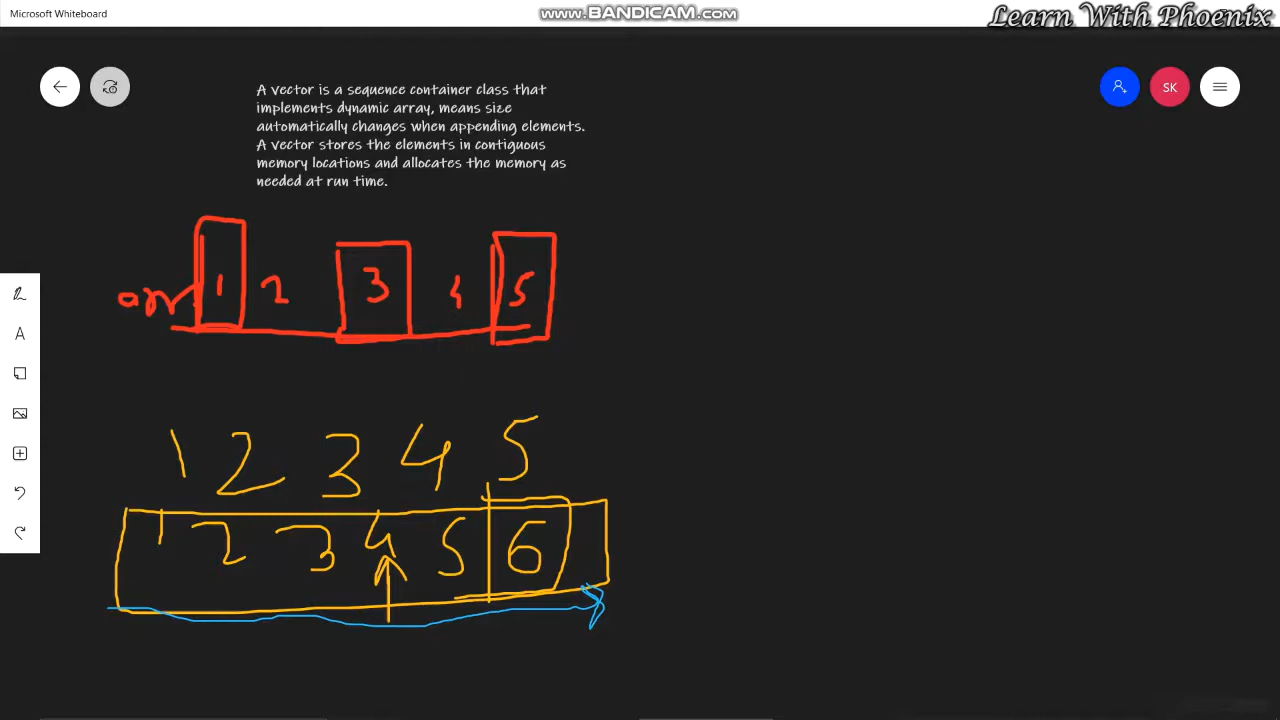 Microsoft Whiteboard
www.BANDICAM.com
Learn With Phoenix
SK
A vector is a sequence container class that
implements dynamic array, means size
automatically changes when appending elements.
A vector stores the elements in contiguous
memory locations and allocates the memory as
needed at run time.
arr 1 2 3 4 5
1 2 3 4 5
1 2 3 4 5 6
A